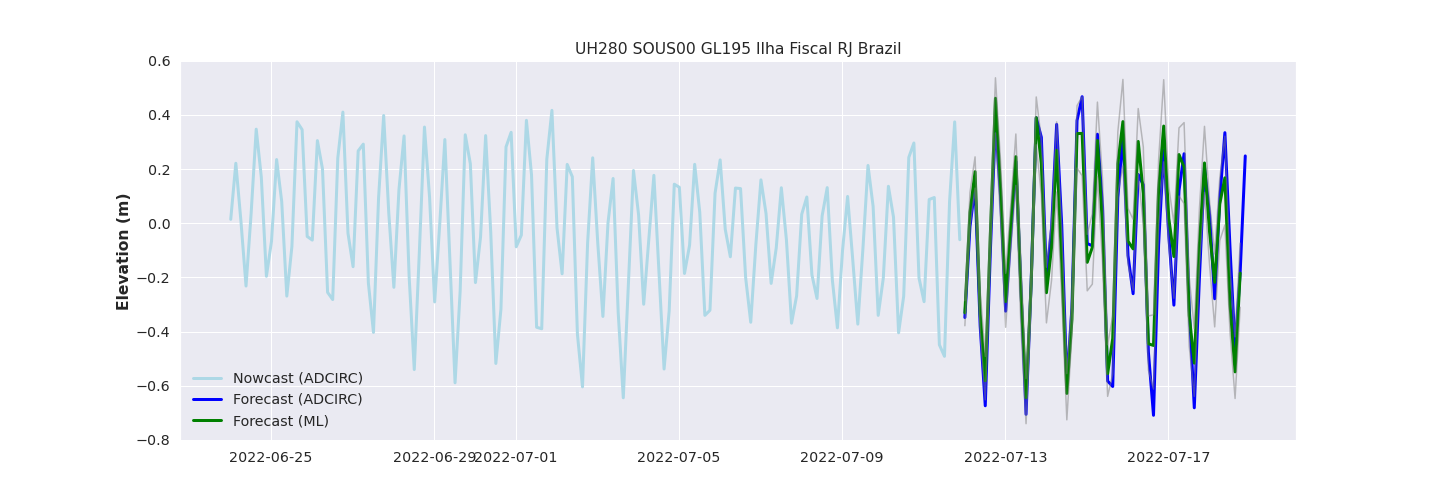 UH280 SOUS00 GL195 Ilha Fiscal RJ Brazil
0.6
0.4
0.2
0.0
−0.2
−0.4
−0.6
−0.8
Elevation (m)
Nowcast (ADCIRC)
Forecast (ADCIRC)
Forecast (ML)
2022-06-25 2022-06-29 2022-07-01 2022-07-05 2022-07-09 2022-07-13 2022-07-17